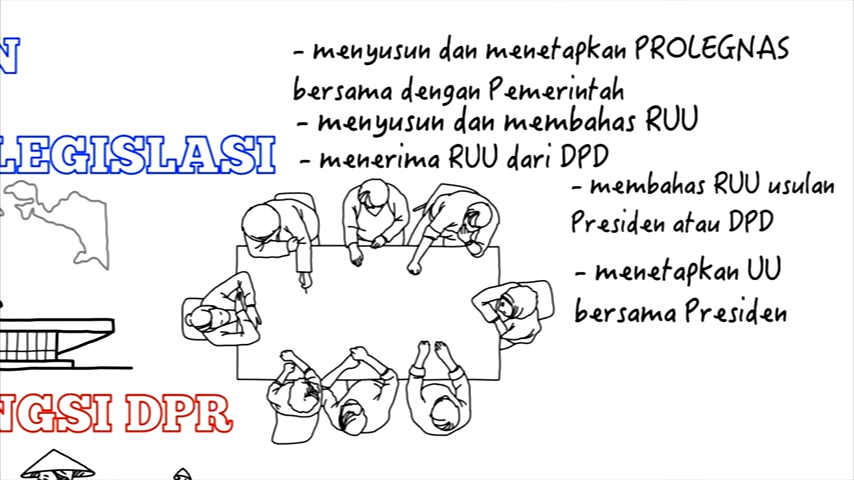 N
- menyusun dan menetapkan PROLEGNAS
bersama dengan Pemerintah
- menyusun dan membahas RUU
LEGISLASI
- menerima RUU dari DPD
- membahas RUU usulan
Presiden atau DPD
- menetapkan UU
bersama Presiden
NGSI DPR